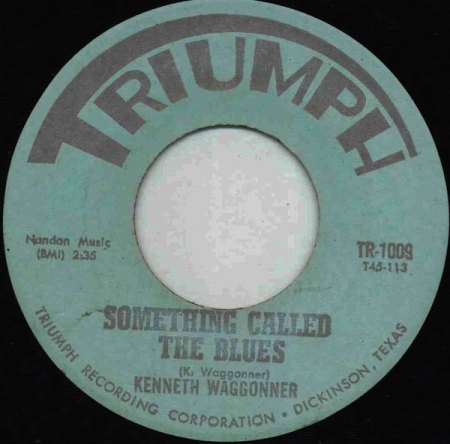 TRIUMPH
Nandan Music
(BMI) 2:35
TR-1009
T45-113
SOMETHING CALLED
THE BLUES
(K. Waggonner)
KENNETH WAGGONNER
TRIUMPH RECORDING CORPORATION • DICKINSON, TEXAS